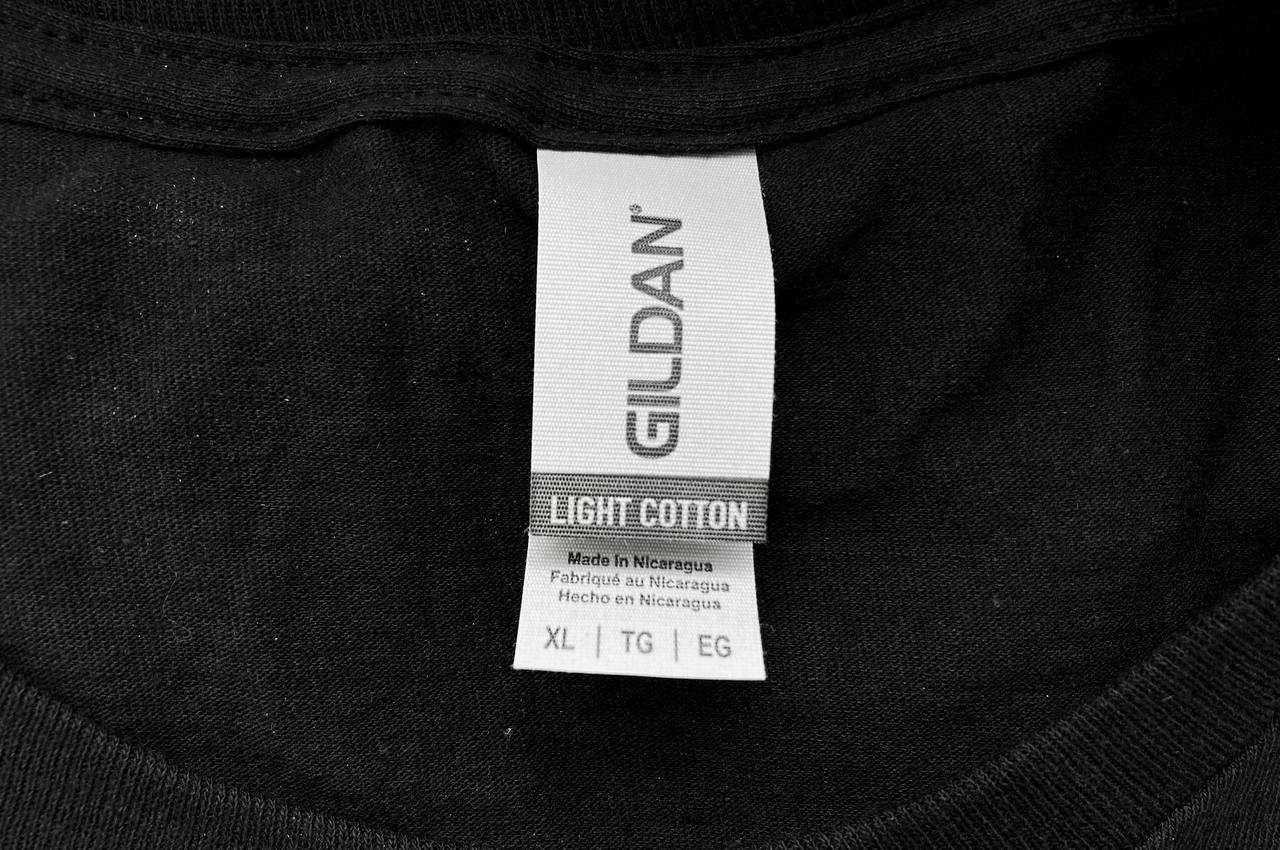 GILDAN®
LIGHT COTTON
Made in Nicaragua
Fabriqué au Nicaragua
Hecho en Nicaragua
XL | TG | EG